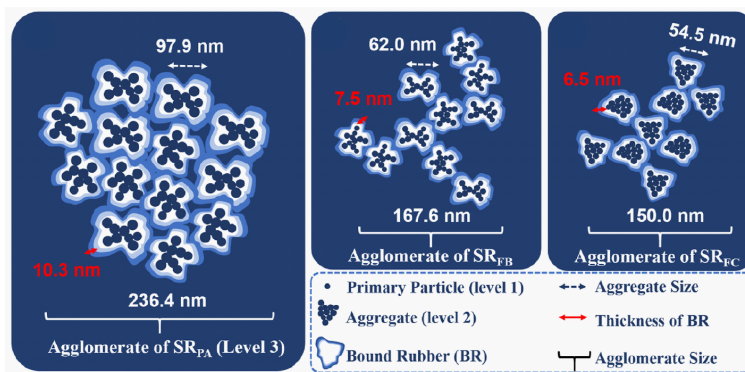 97.9 nm
10.3 nm
236.4 nm
Agglomerate of SR_PA (Level 3)
62.0 nm
7.5 nm
167.6 nm
Agglomerate of SR_FB
54.5 nm
6.5 nm
150.0 nm
Agglomerate of SR_FC
Primary Particle (level 1)
Aggregate (level 2)
Bound Rubber (BR)
Aggregate Size
Thickness of BR
Agglomerate Size